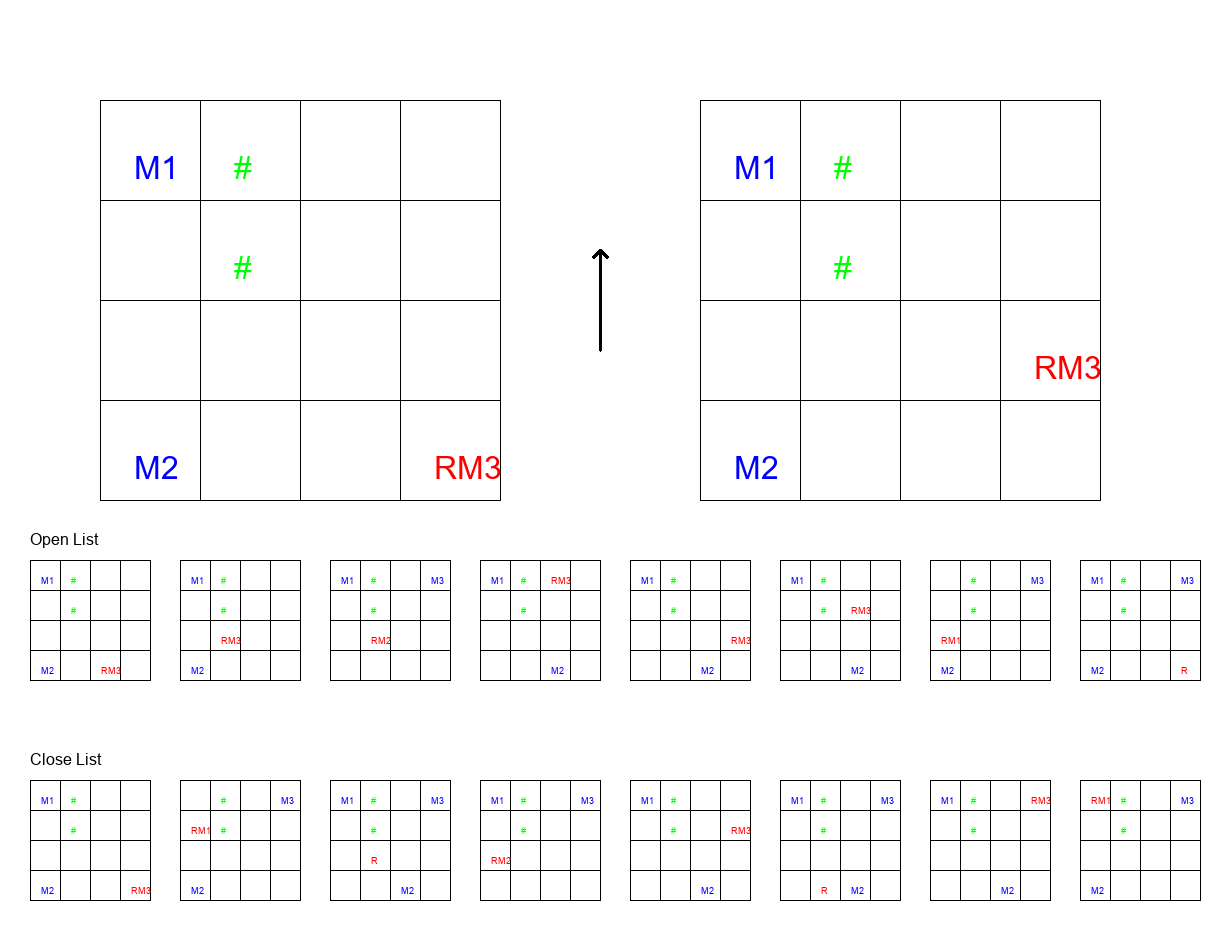 M1 # M1 #
# #
RM3
M2 RM3 M2
Open List
M1 # M1 # M1 # M3 M1 # RM3 M1 # M1 # # M3 M1 # M3
# # # # # # RM3 # #
RM3 RM2 RM3 RM1
M2 RM3 M2 M2 M2 M2 M2 M2 R
Close List
M1 # # M3 M1 # M3 M1 # M3 M1 # M1 # M3 M1 # RM3 RM1 # M3
# RM1 # # # # RM3 # # #
R RM2
M2 RM3 M2 M2 M2 R M2 M2 M2